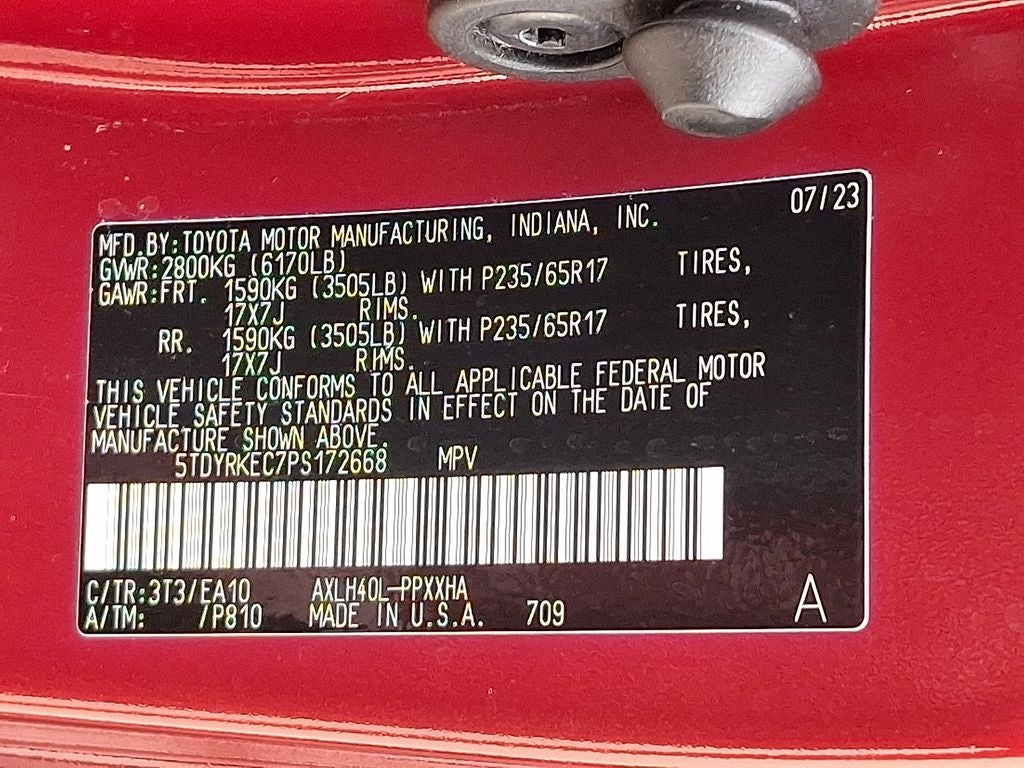 07/23
MFD.BY:TOYOTA MOTOR MANUFACTURING, INDIANA, INC.
GVWR:2800KG (6170LB)
GAWR:FRT. 1590KG (3505LB) WITH P235/65R17 TIRES,
17X7J RIMS.
RR. 1590KG (3505LB) WITH P235/65R17 TIRES,
17X7J RIMS.
THIS VEHICLE CONFORMS TO ALL APPLICABLE FEDERAL MOTOR
VEHICLE SAFETY STANDARDS IN EFFECT ON THE DATE OF
MANUFACTURE SHOWN ABOVE.
5TDYRKEC7PS172668 MPV
C/TR:3T3/EA10 AXLH40L-PPXXHA
A/TM: /P810 MADE IN U.S.A. 709
A